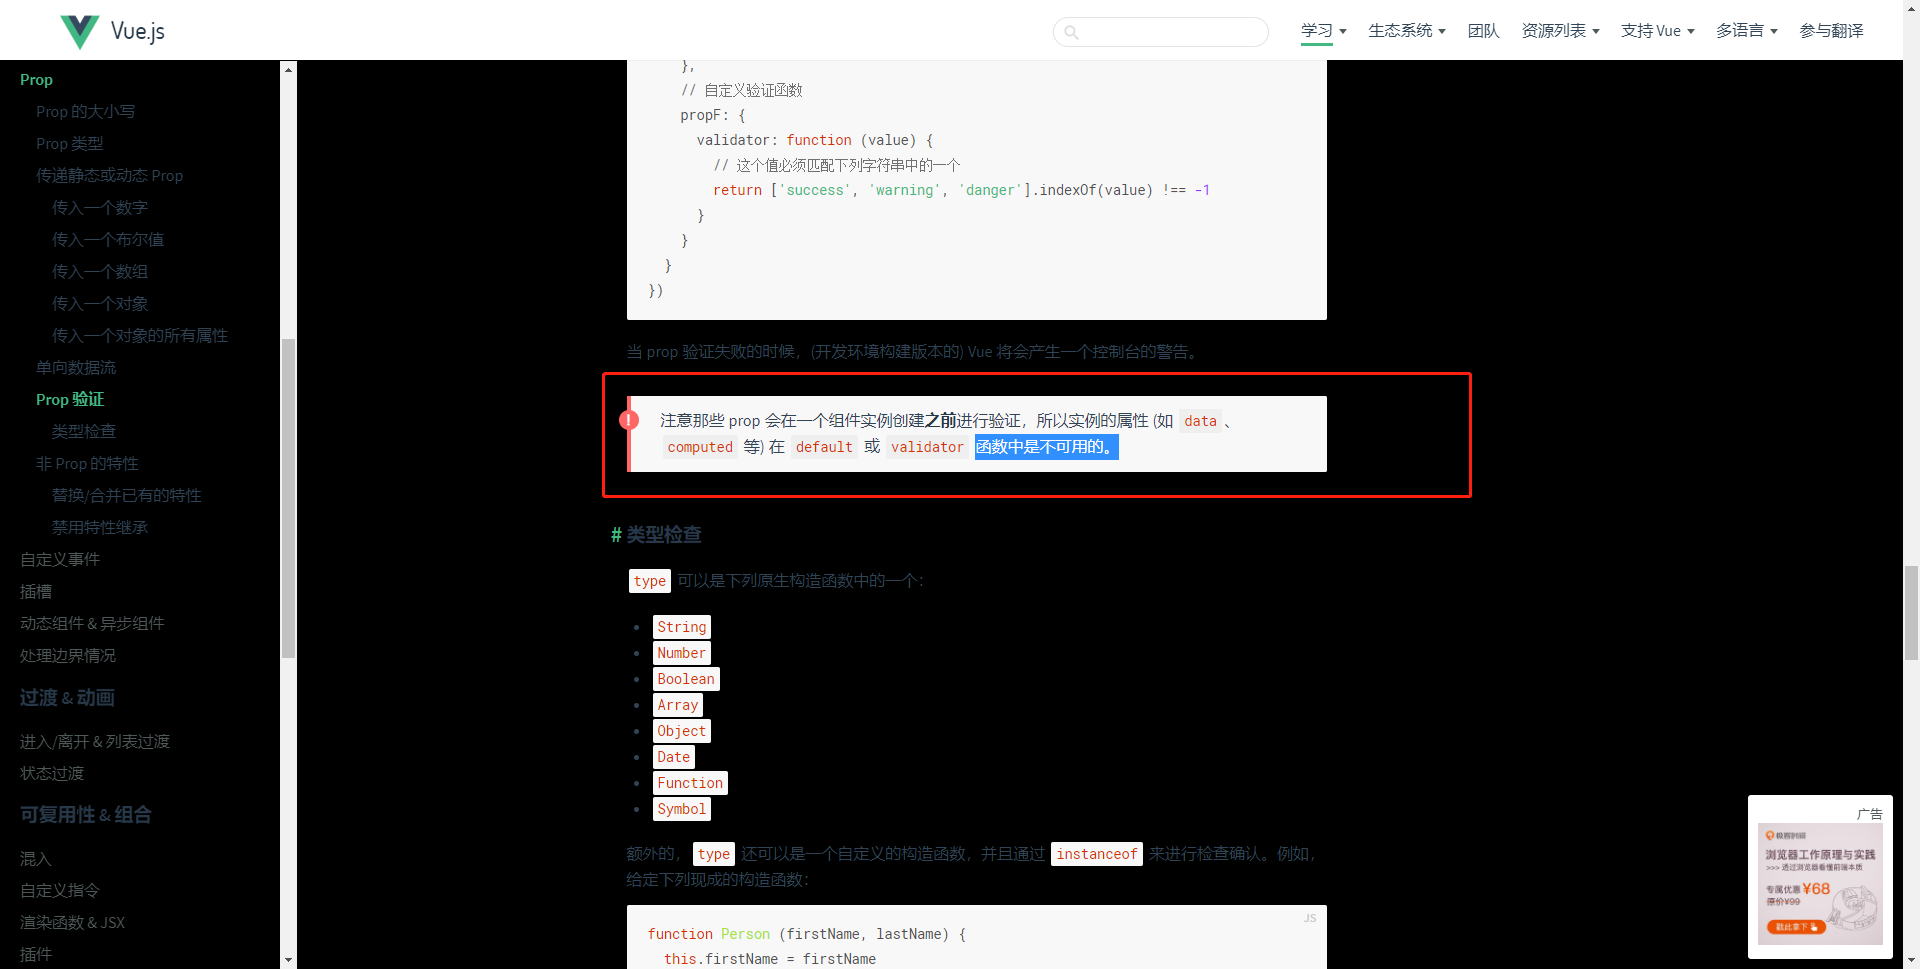 Vue.js
学习
生态系统
团队
资源列表
支持 Vue
多语言
参与翻译
Prop
Prop 的大小写
Prop 类型
传递静态或动态 Prop
传入一个数字
传入一个布尔值
传入一个数组
传入一个对象
传入一个对象的所有属性
单向数据流
Prop 验证
类型检查
非 Prop 的特性
替换/合并已有的特性
禁用特性继承
自定义事件
插槽
动态组件 & 异步组件
处理边界情况
过渡 & 动画
进入/离开 & 列表过渡
状态过渡
可复用性 & 组合
混入
自定义指令
渲染函数 & JSX
插件
},
// 自定义验证函数
propF: {
validator: function (value) {
// 这个值必须匹配下列字符串中的一个
return ['success', 'warning', 'danger'].indexOf(value) !== -1
}
}
}
})
当 prop 验证失败的时候，(开发环境构建版本的) Vue 将会产生一个控制台的警告。
!
注意那些 prop 会在一个组件实例创建之前进行验证，所以实例的属性 (如 data、
computed 等) 在 default 或 validator 函数中是不可用的。
# 类型检查
type 可以是下列原生构造函数中的一个：
String
Number
Boolean
Array
Object
Date
Function
Symbol
额外的，type 还可以是一个自定义的构造函数，并且通过 instanceof 来进行检查确认。例如，
给定下列现成的构造函数：
JS
function Person (firstName, lastName) {
this.firstName = firstName
广告
极客时间
浏览器工作原理与实践
>>> 透过浏览器看懂前端本质
专属优惠 ¥68
原价¥99
戳此拿下